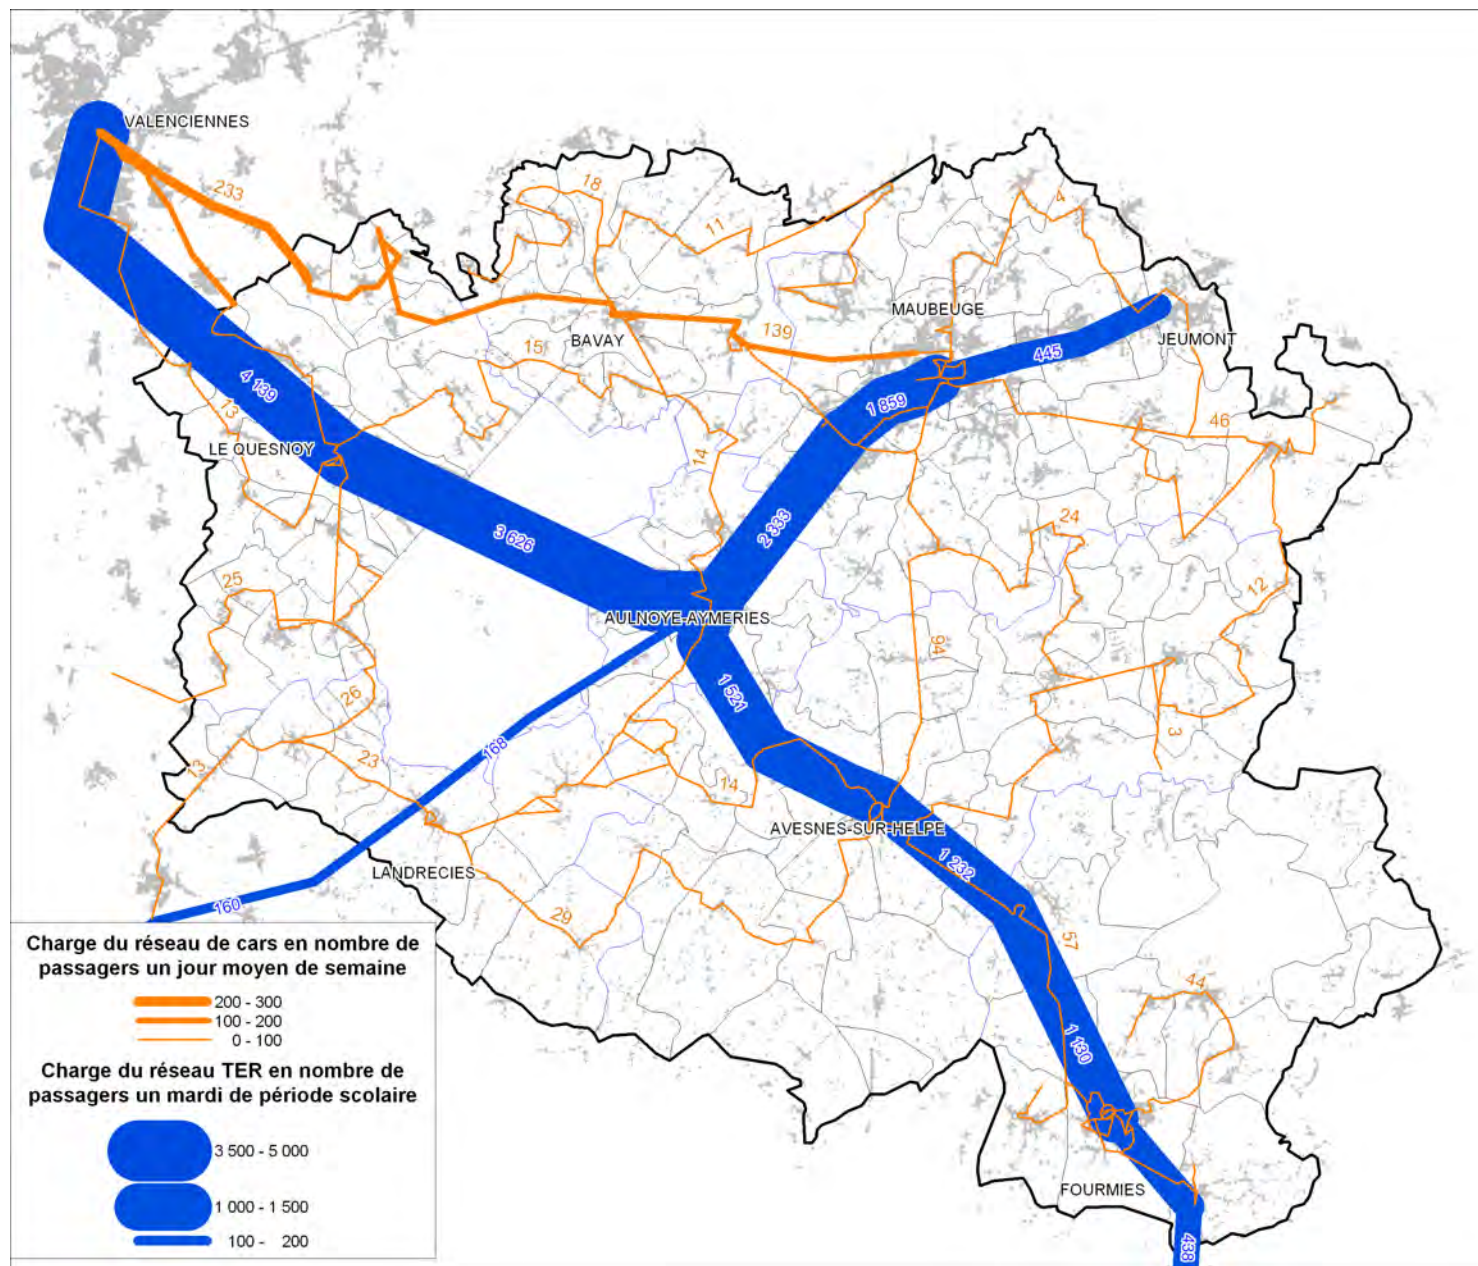 VALENCIENNES
233
18
11
4
MAUBEUGE
139
BAVAY
JEUMONT
15
445
4 139
13
1 859
46
LE QUESNOY
14
24
3 626
2 333
25
12
AULNOYE-AYMERIES
94
26
1 521
3
168
23
13
14
AVESNES-SUR-HELPE
1 232
LANDRECIES
29
160
57
44
1 130
FOURMIES
438
Charge du réseau de cars en nombre de
passagers un jour moyen de semaine
200 - 300
100 - 200
0 - 100
Charge du réseau TER en nombre de
passagers un mardi de période scolaire
3 500 - 5 000
1 000 - 1 500
100 - 200